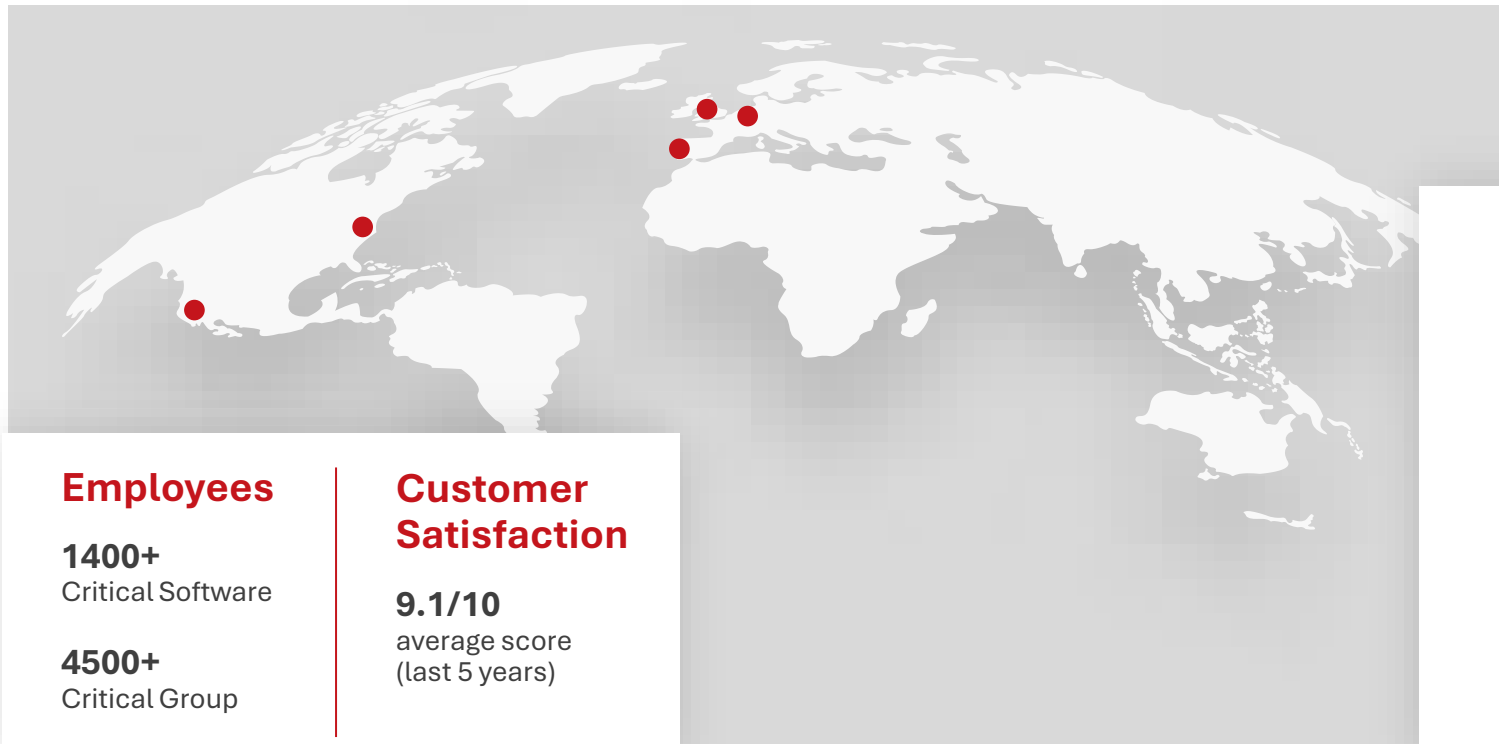 Employees
1400+
Critical Software
4500+
Critical Group
Customer
Satisfaction
9.1/10
average score
(last 5 years)